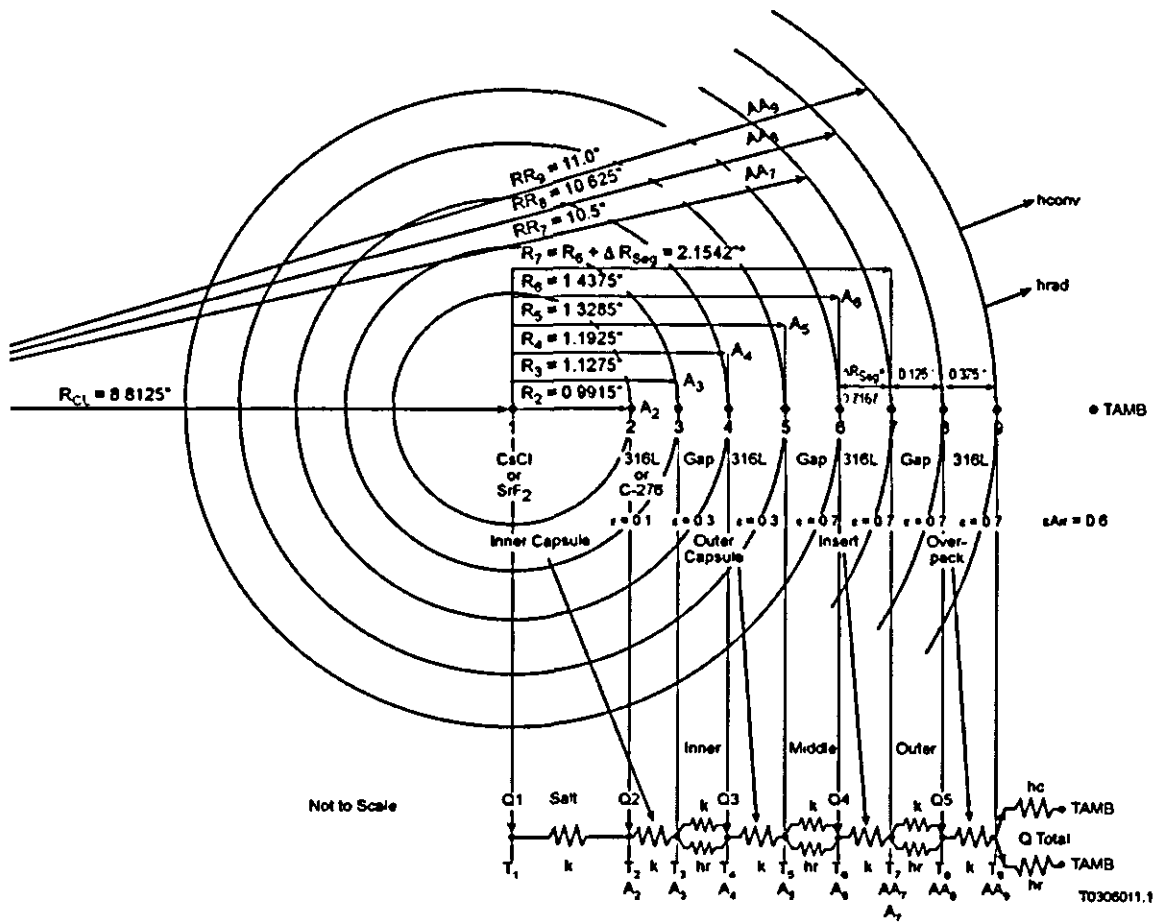 AA9
AA8
AA7
RR9 = 11.0"
RR8 = 10.625"
RR7 = 10.5"
hconv
R7 = R6 + Δ RSeg = 2.1542"
hrad
R6 = 1.4375"
A6
R5 = 1.3285"
A5
R4 = 1.1925"
A4
R3 = 1.1275"
A3
RCL = 8.8125"
R2 = 0.9915"
A2
ΔRSeg
0.125"
0.375"
0.7167
TAMB
1 2 3 4 5 6 7 8 9
CsCl
or
SrF2
316L
or
C-276
Gap 316L Gap 316L Gap 316L
ε = 0.1 ε = 0.3 ε = 0.3 ε = 0.7 ε = 0.7 ε = 0.7 ε = 0.7
Inner Capsule
Outer
Capsule
Insert
Over-
pack
Inner Middle Outer
Not to Scale
Q1 Salt Q2 k Q3 k Q4 k Q5
hc
TAMB
Q Total
T1 k T2 k T3 hr T4 k T5 hr T6 k T7 hr T8 k T9 hr
TAMB
A2 A3 A4 A5 A6 AA7 AA8 AA9
A7
T0306011.1